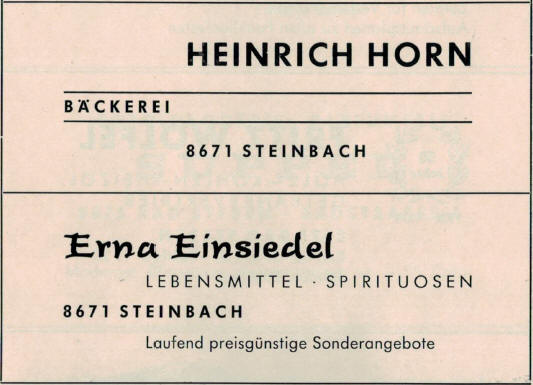 HEINRICH HORN
BÄCKEREI
8671 STEINBACH
Erna Einsiedel
LEBENSMITTEL · SPIRITUOSEN
8671 STEINBACH
Laufend preisgünstige Sonderangebote